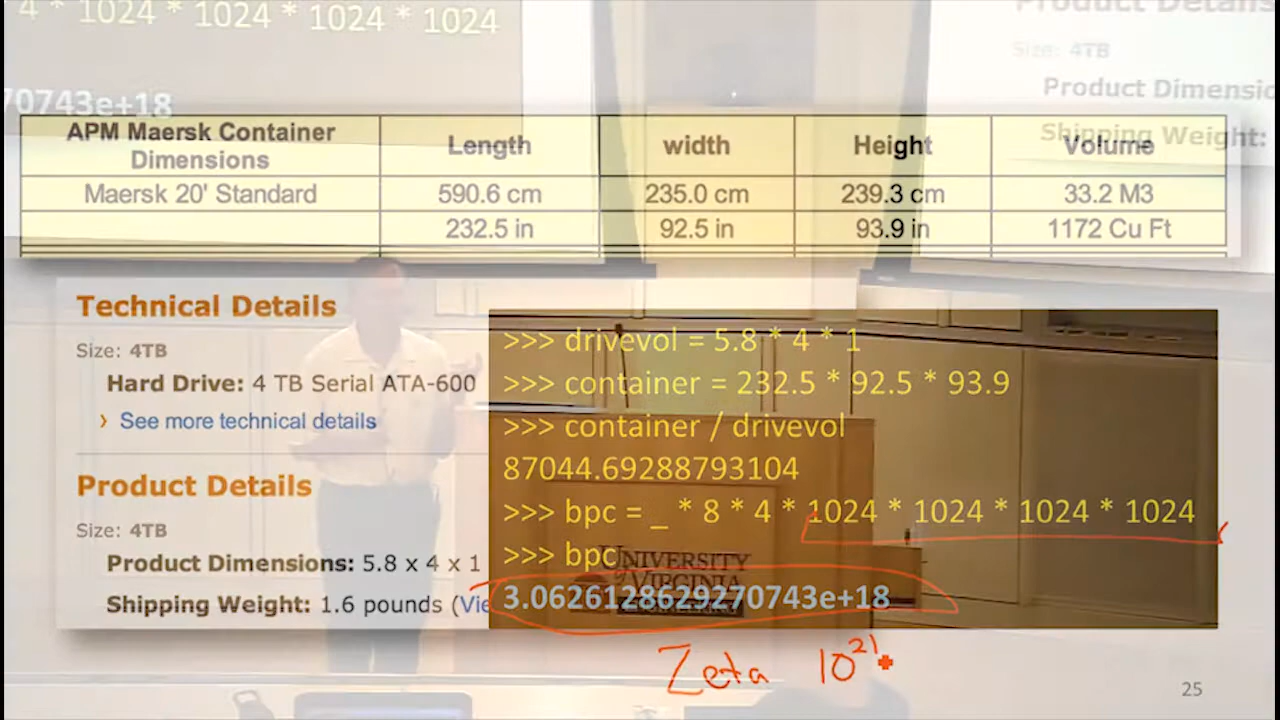 4 * 1024 * 1024 * 1024 * 1024
Product Details
Size: 4TB
70743e+18
Product Dimensio
Shipping Weight:
APM Maersk Container Dimensions Length width Height Volume
Maersk 20' Standard 590.6 cm 235.0 cm 239.3 cm 33.2 M3
232.5 in 92.5 in 93.9 in 1172 Cu Ft
Technical Details
Size: 4TB
Hard Drive: 4 TB Serial ATA-600
› See more technical details
Product Details
Size: 4TB
Product Dimensions: 5.8 x 4 x 1
Shipping Weight: 1.6 pounds (Vie
>>> drivevol = 5.8 * 4 * 1
>>> container = 232.5 * 92.5 * 93.9
>>> container / drivevol
87044.69288793104
>>> bpc = _ * 8 * 4 * 1024 * 1024 * 1024 * 1024
>>> bpc
3.0626128629270743e+18
UNIVERSITY
of VIRGINIA
Zeta 10^21
25